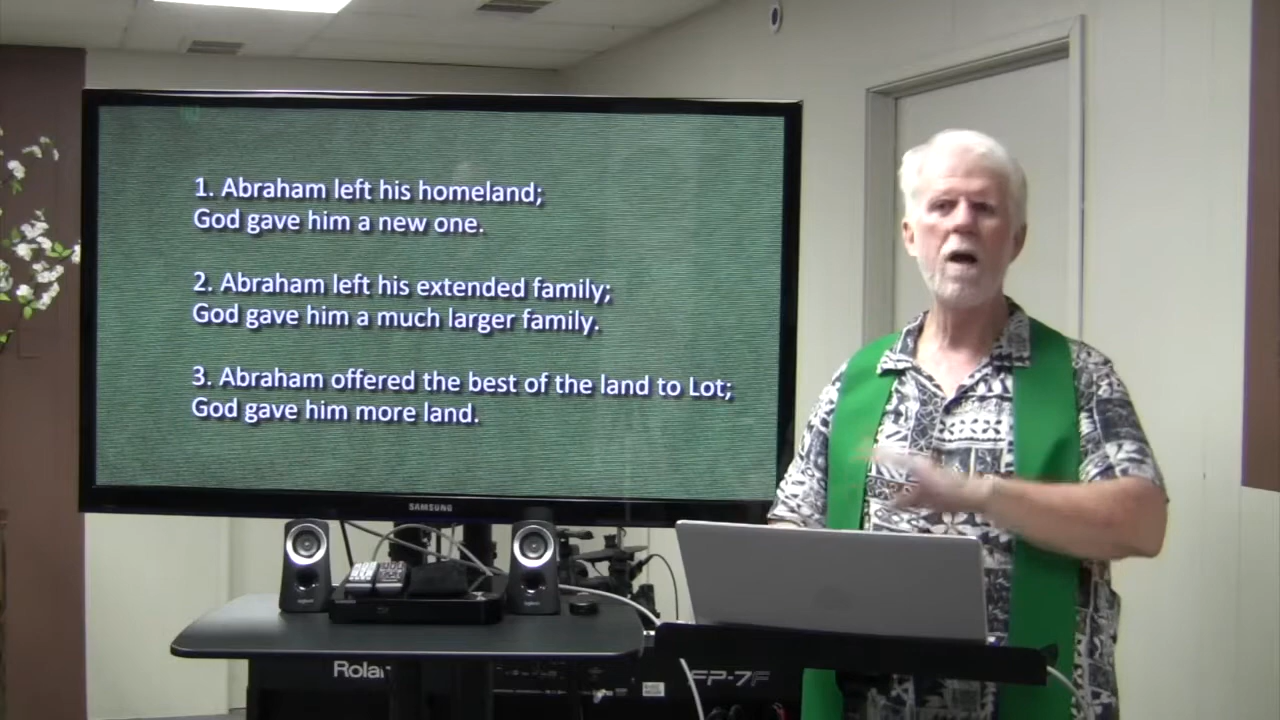 1. Abraham left his homeland;
God gave him a new one.
2. Abraham left his extended family;
God gave him a much larger family.
3. Abraham offered the best of the land to Lot;
God gave him more land.
SAMSUNG
Rolan
FP-7F